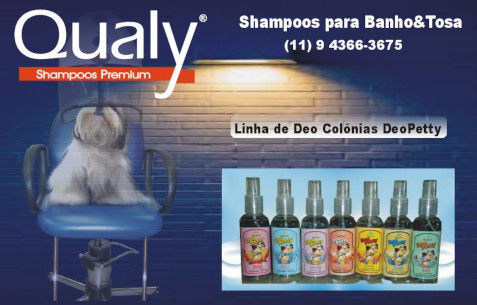 Qualy®
Shampoos Premium
Shampoos para Banho&Tosa
(11) 9 4366-3675
Linha de Deo Colônias DeoPetty